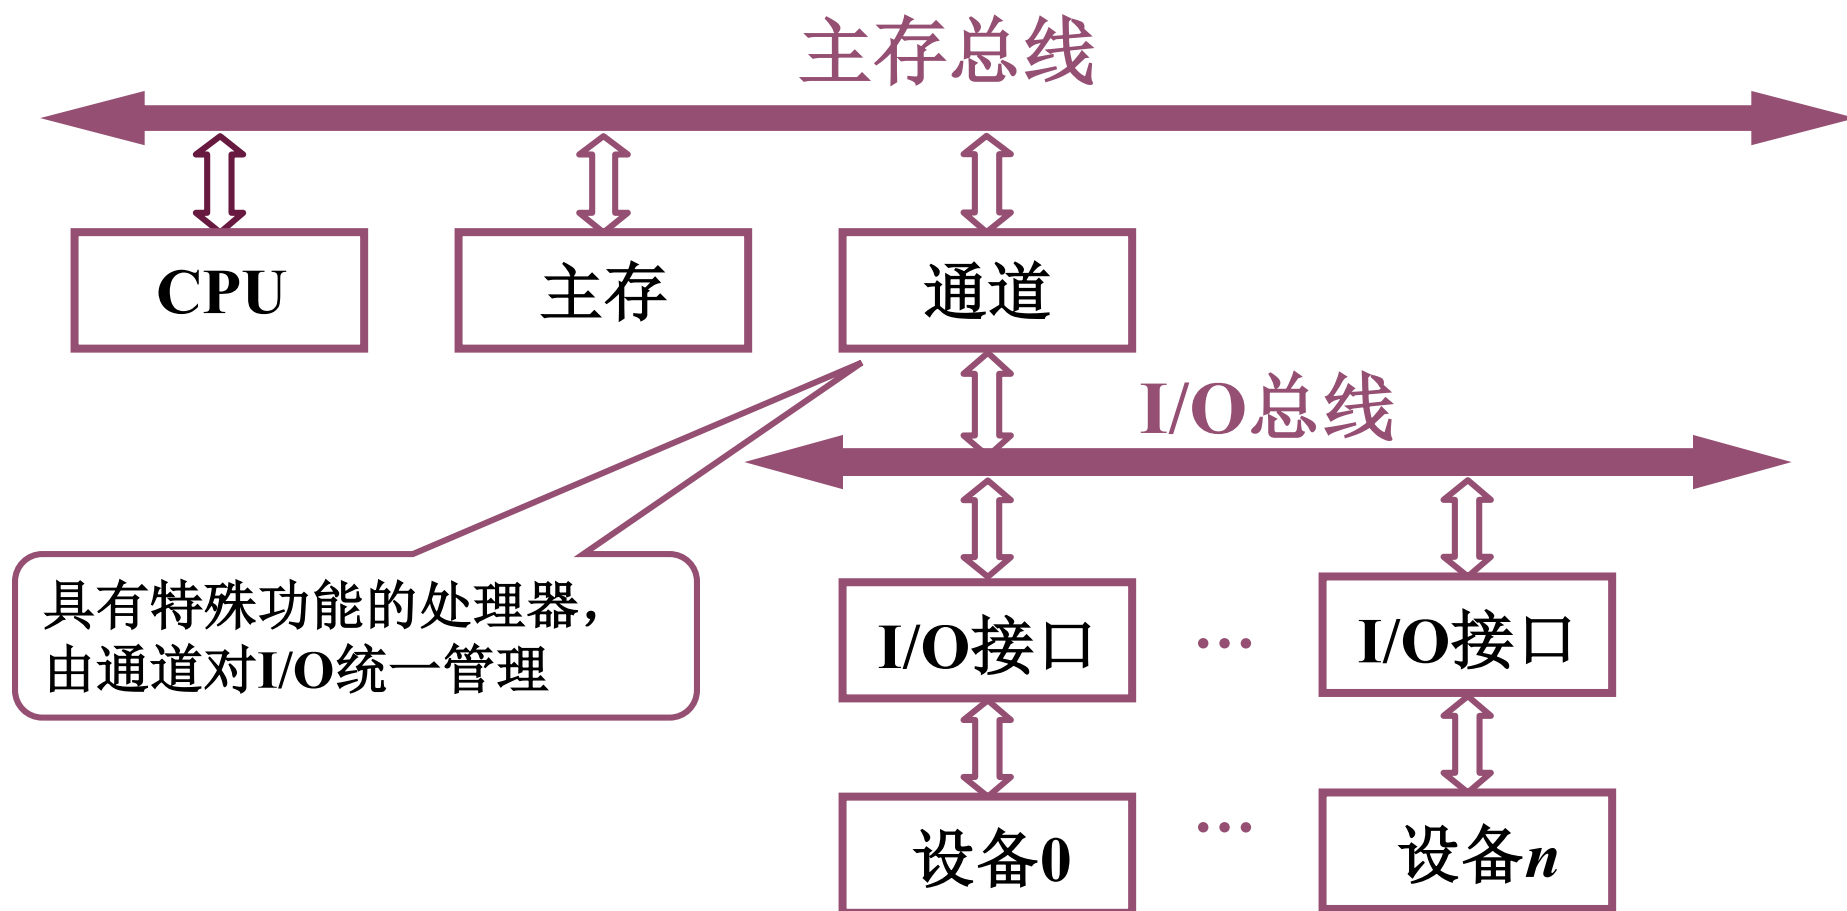 主存总线
CPU
主存
通道
I/O总线
具有特殊功能的处理器，
由通道对I/O统一管理
I/O接口
…
I/O接口
设备0
…
设备n